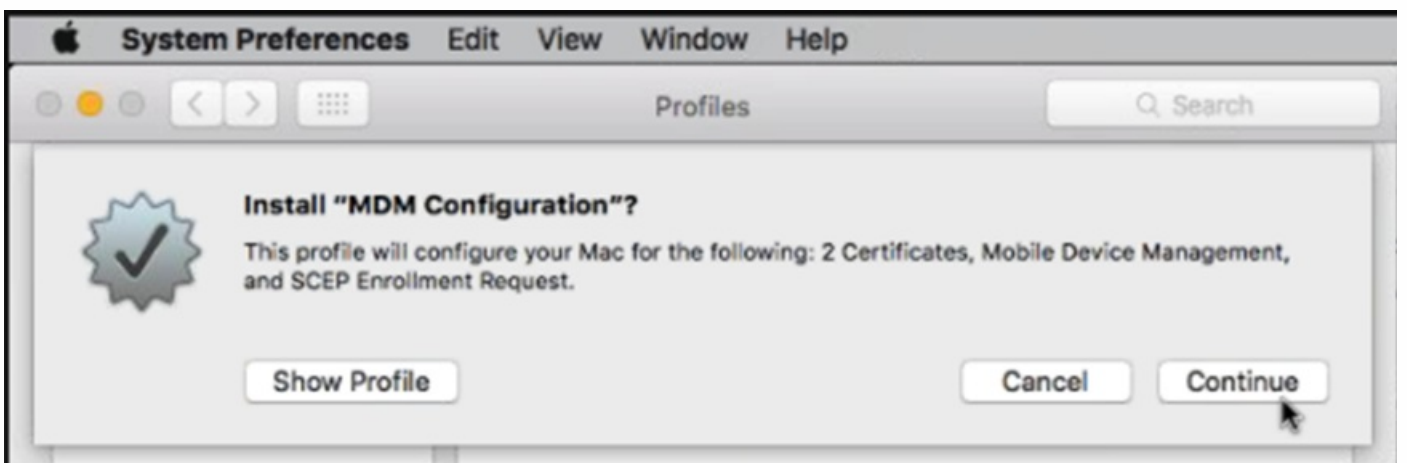 System Preferences Edit View Window Help
Profiles
Search
Install “MDM Configuration”?
This profile will configure your Mac for the following: 2 Certificates, Mobile Device Management,
and SCEP Enrollment Request.
Show Profile Cancel Continue